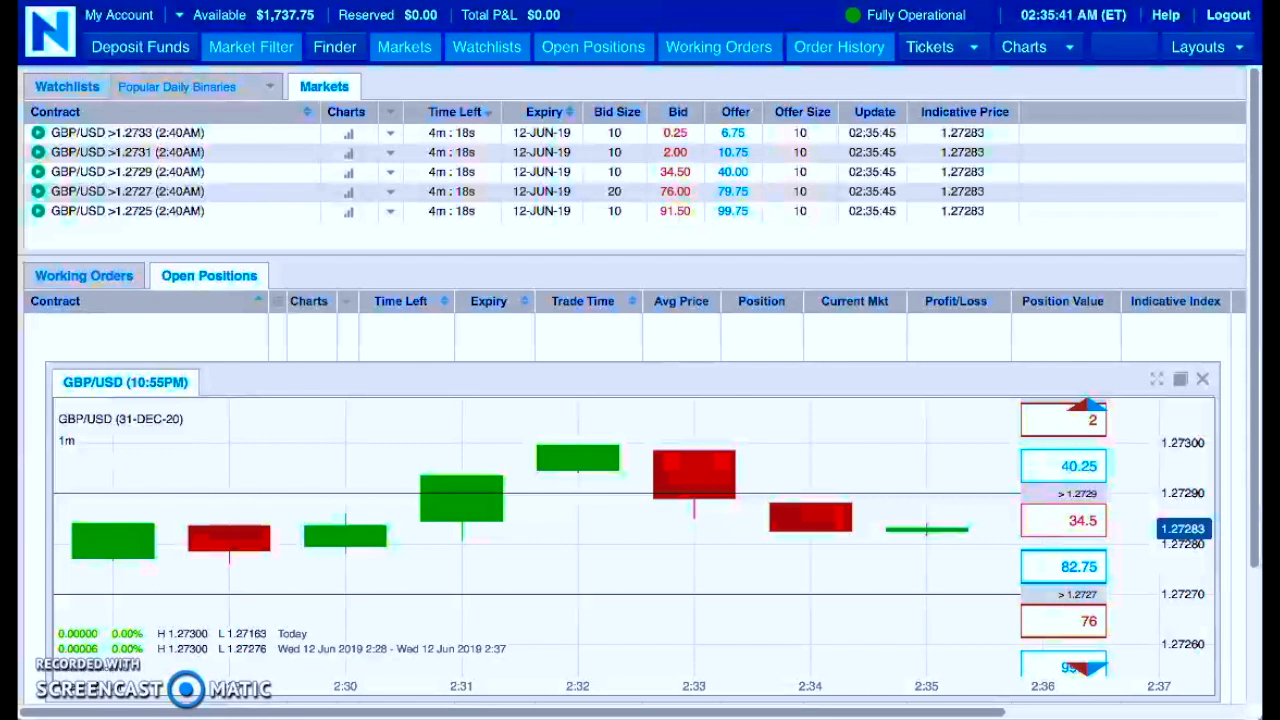 My Account Available $1,737.75 Reserved $0.00 Total P&L $0.00 Fully Operational 02:35:41 AM (ET) Help Logout
N
Deposit Funds Market Filter Finder Markets Watchlists Open Positions Working Orders Order History Tickets Charts Layouts
Watchlists Popular Daily Binaries Markets
Contract Charts Time Left Expiry Bid Size Bid Offer Offer Size Update Indicative Price
GBP/USD >1.2733 (2:40AM) 4m : 18s 12-JUN-19 10 0.25 6.75 10 02:35:45 1.27283
GBP/USD >1.2731 (2:40AM) 4m : 18s 12-JUN-19 10 2.00 10.75 10 02:35:45 1.27283
GBP/USD >1.2729 (2:40AM) 4m : 18s 12-JUN-19 10 34.50 40.00 10 02:35:45 1.27283
GBP/USD >1.2727 (2:40AM) 4m : 18s 12-JUN-19 20 76.00 79.75 10 02:35:45 1.27283
GBP/USD >1.2725 (2:40AM) 4m : 18s 12-JUN-19 10 91.50 99.75 10 02:35:45 1.27283
Working Orders Open Positions
Contract Charts Time Left Expiry Trade Time Avg Price Position Current Mkt Profit/Loss Position Value Indicative Index
GBP/USD (10:55PM)
GBP/USD (31-DEC-20) 2
1m 1.27300
40.25
> 1.2729 1.27290
34.5 1.27283
1.27280
82.75
> 1.2727 1.27270
76
0.00000 0.00% H 1.27300 L 1.27163 Today 1.27260
0.00006 0.00% H 1.27300 L 1.27276 Wed 12 Jun 2019 2:28 - Wed 12 Jun 2019 2:37
RECORDED WITH
SCREENCAST MATIC 2:30 2:31 2:32 2:33 2:34 2:35 2:36 2:37